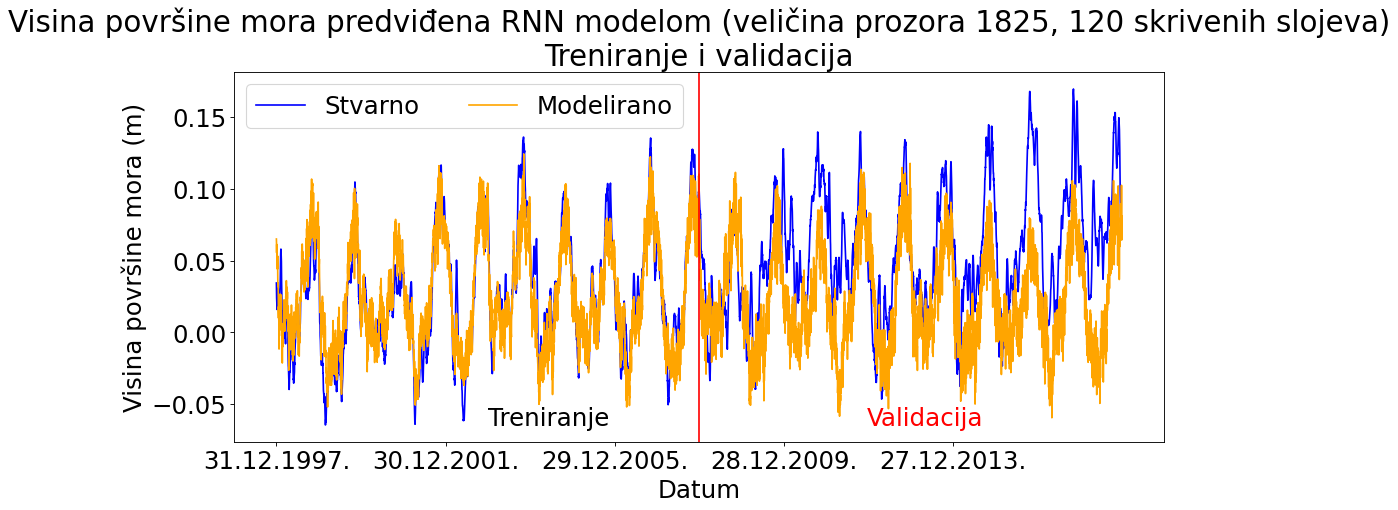 Visina površine mora predviđena RNN modelom (veličina prozora 1825, 120 skrivenih slojeva)
Treniranje i validacija
Stvarno
Modelirano
Visina površine mora (m)
0.15
0.10
0.05
0.00
−0.05
Treniranje
Validacija
31.12.1997.
30.12.2001.
29.12.2005.
28.12.2009.
27.12.2013.
Datum